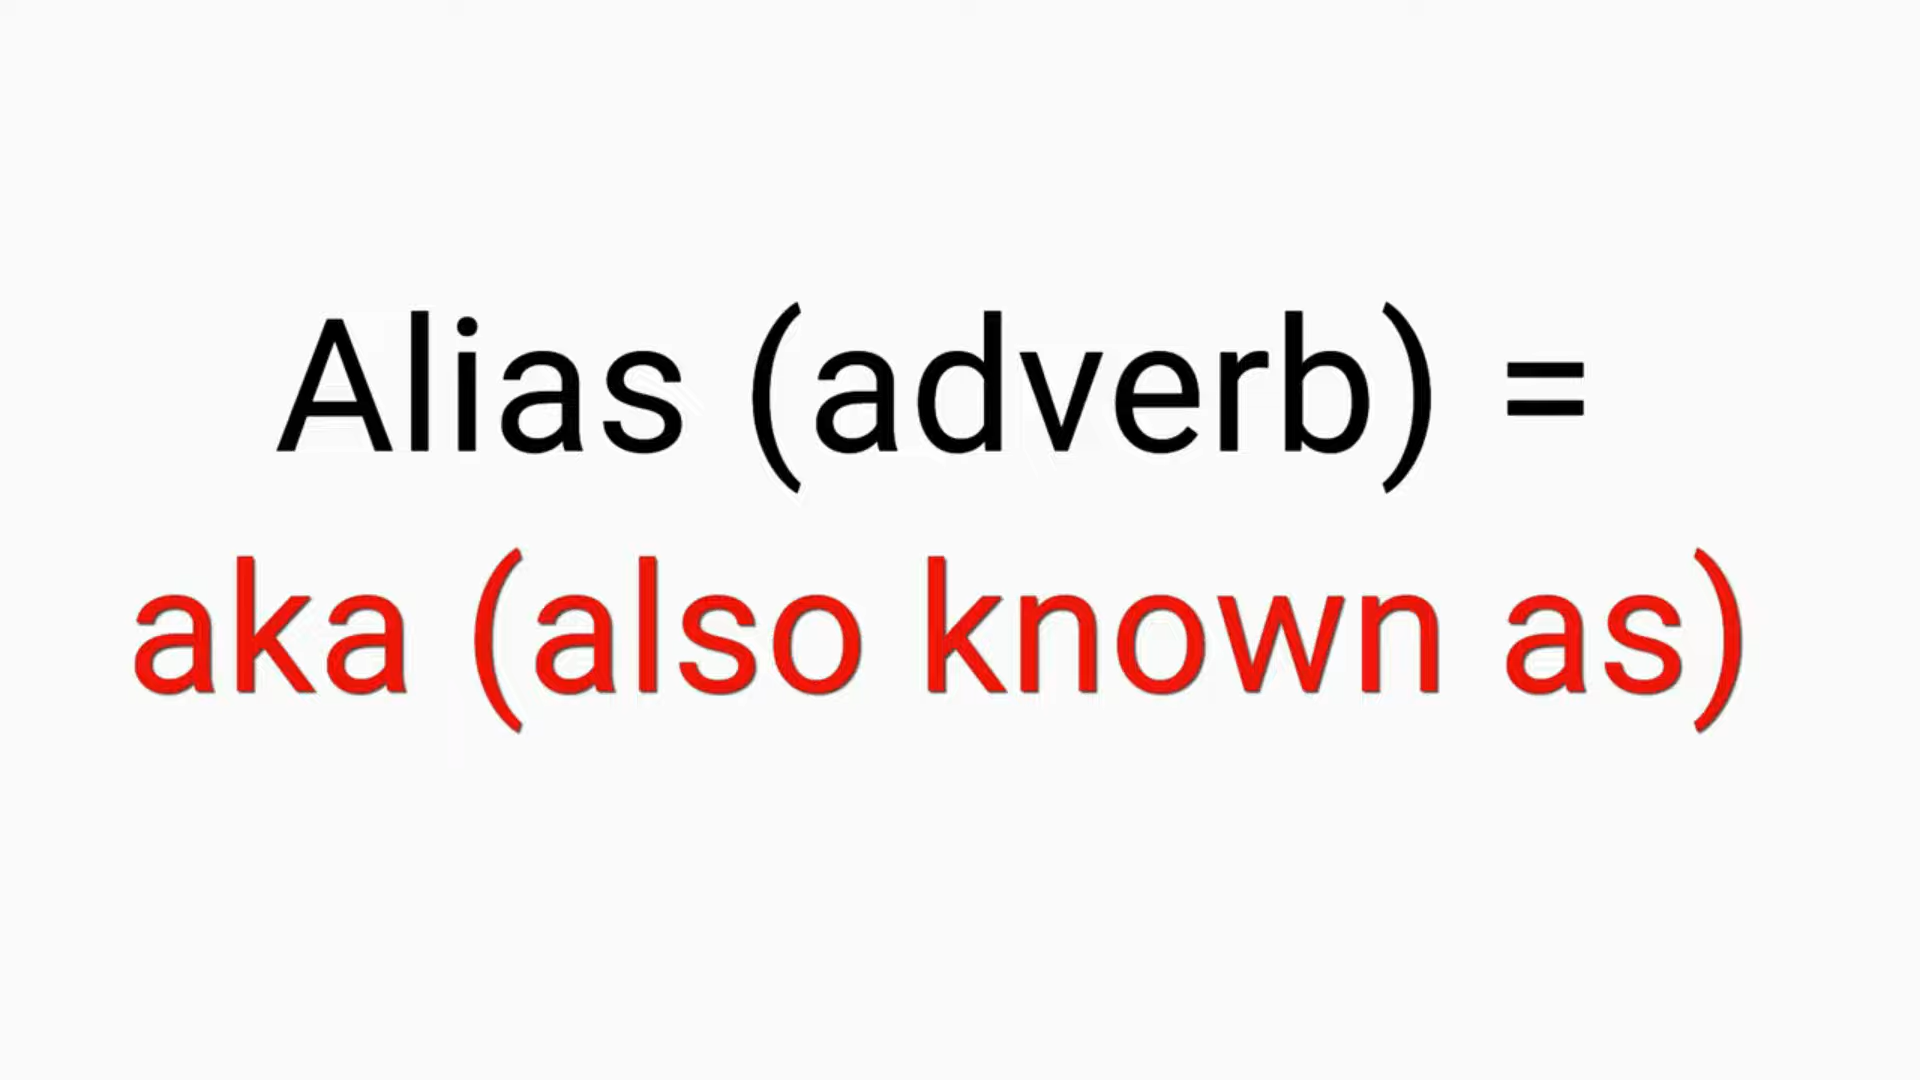 Alias (adverb) =
aka (also known as)